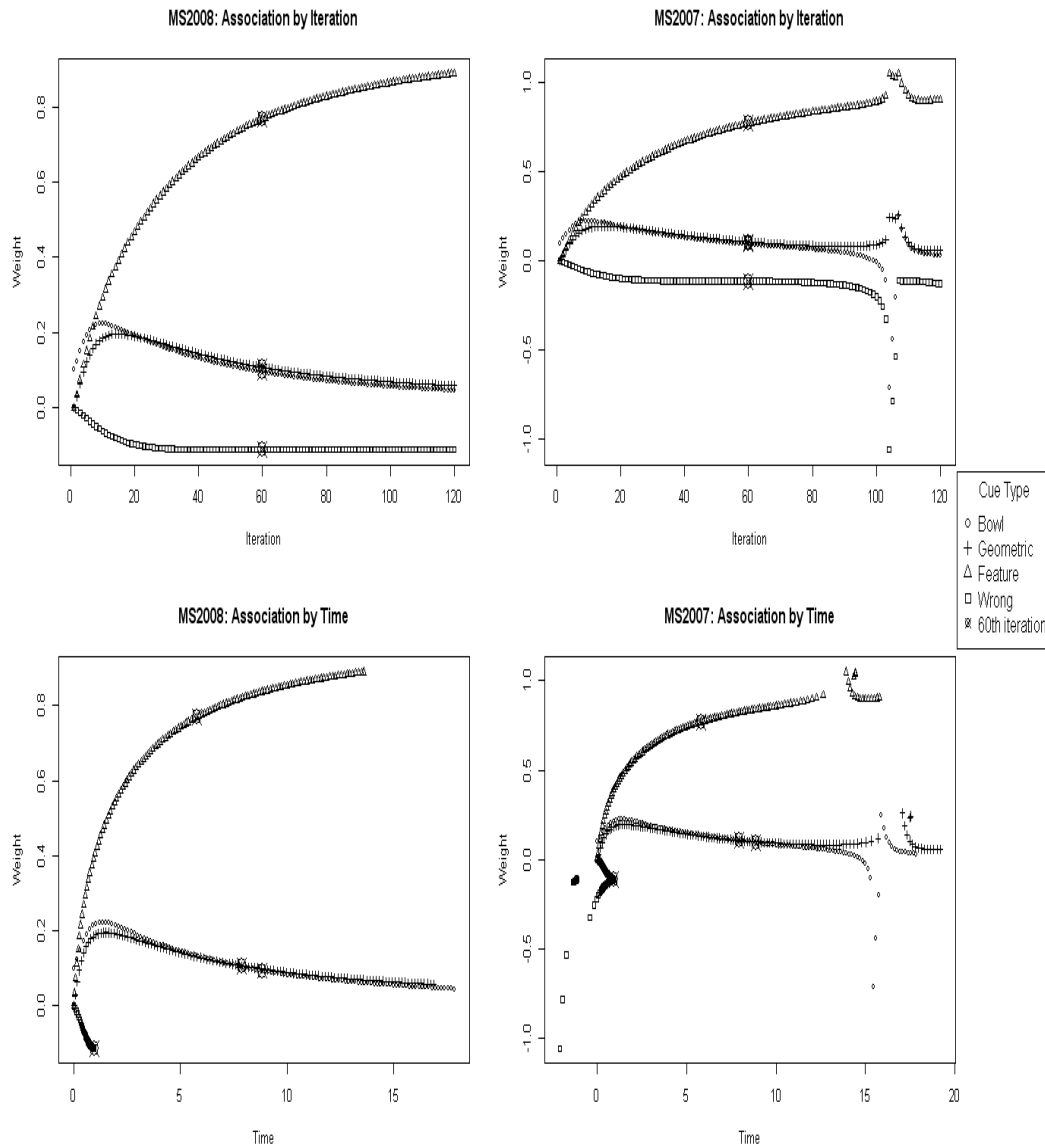 MS2008: Association by Iteration
MS2007: Association by Iteration
Weight
0.0 0.2 0.4 0.6 0.8
0 20 40 60 80 100 120
Iteration
Weight
-1.0 -0.5 0.0 0.5 1.0
0 20 40 60 80 100 120
Iteration
Cue Type
Bowl
Geometric
Feature
Wrong
60th iteration
MS2008: Association by Time
MS2007: Association by Time
Weight
0.0 0.2 0.4 0.6 0.8
0 5 10 15
Time
Weight
-1.0 -0.5 0.0 0.5 1.0
0 5 10 15 20
Time